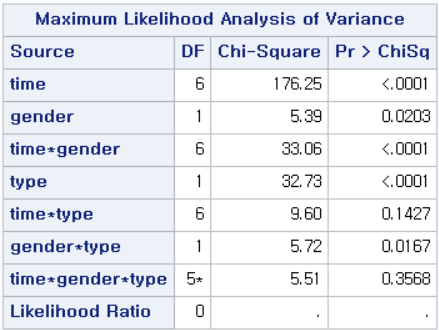 Maximum Likelihood Analysis of Variance
Source DF Chi-Square Pr > ChiSq
time 6 176.25 <.0001
gender 1 5.39 0.0203
time*gender 6 33.06 <.0001
type 1 32.73 <.0001
time*type 6 9.60 0.1427
gender*type 1 5.72 0.0167
time*gender*type 5* 5.51 0.3568
Likelihood Ratio 0 . .